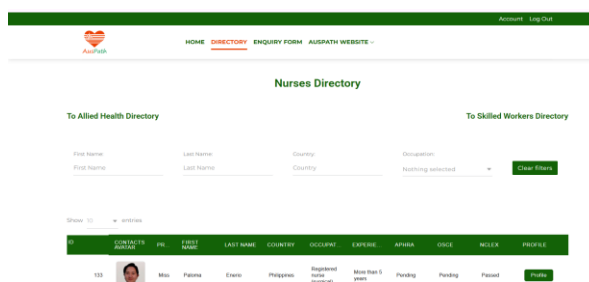 Account Log Out
AusPath
HOME DIRECTORY ENQUIRY FORM AUSPATH WEBSITE
Nurses Directory
To Allied Health Directory To Skilled Workers Directory
First Name: Last Name: Country: Occupation:
First Name Last Name Country Nothing selected Clear filters
Show 10 entries
ID CONTACTS AVATAR PR... FIRST NAME LAST NAME COUNTRY OCCUPAT... EXPERIE... APHRA OSCE NCLEX PROFILE
133 Miss Paloma Enerio Philippines Registered nurse (surgical) More than 5 years Pending Pending Passed Profile